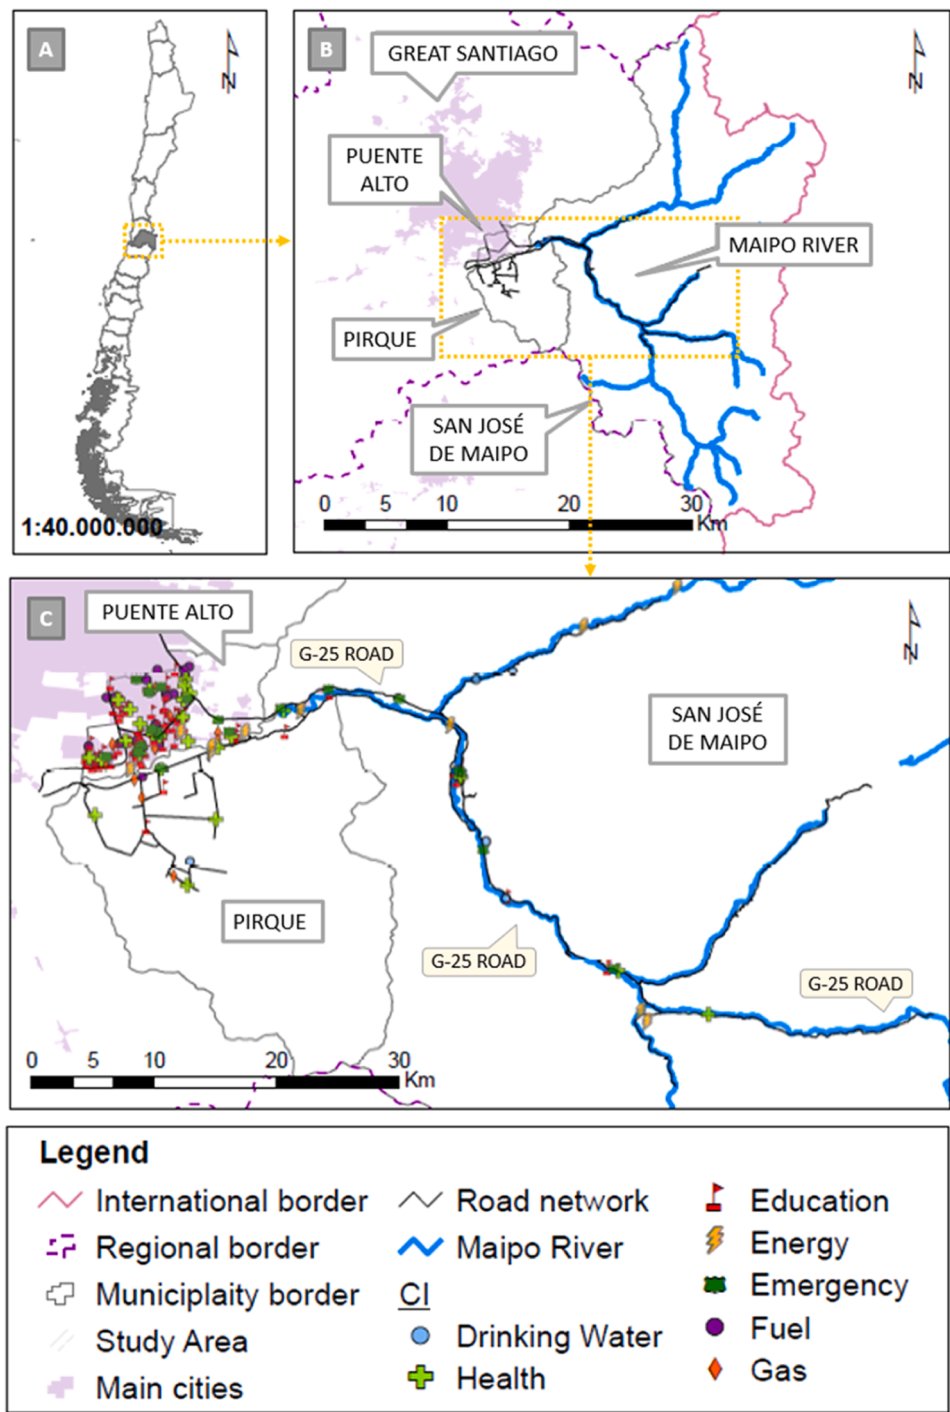 A
N
1:40.000.000
B
GREAT SANTIAGO
N
PUENTE
ALTO
MAIPO RIVER
PIRQUE
SAN JOSÉ
DE MAIPO
0 5 10 20 30
Km
C
PUENTE ALTO
G-25 ROAD
N
SAN JOSÉ
DE MAIPO
PIRQUE
G-25 ROAD
G-25 ROAD
0 5 10 20 30
Km
Legend
International border
Regional border
Municiplaity border
Study Area
Main cities
Road network
Maipo River
CI
Drinking Water
Health
Education
Energy
Emergency
Fuel
Gas